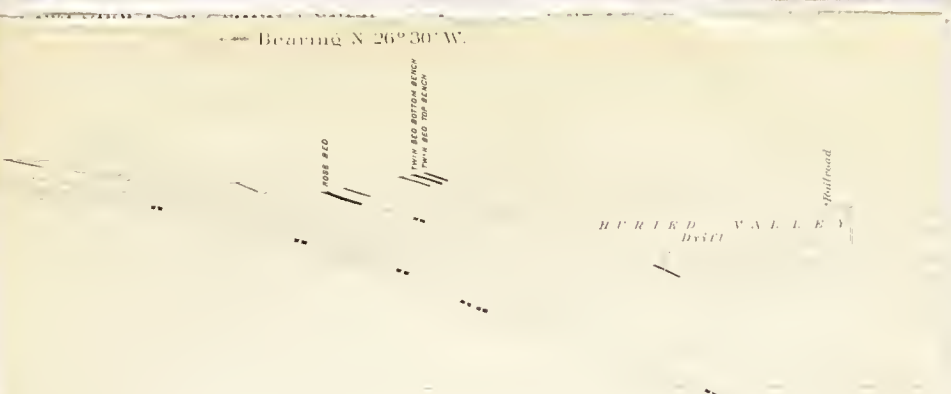 Bearing N 26°30' W.
TWIN BED BOTTOM BENCH
TWIN BED TOP BENCH
ROSS BED
Railroad
BURIED VALLEY
Drift